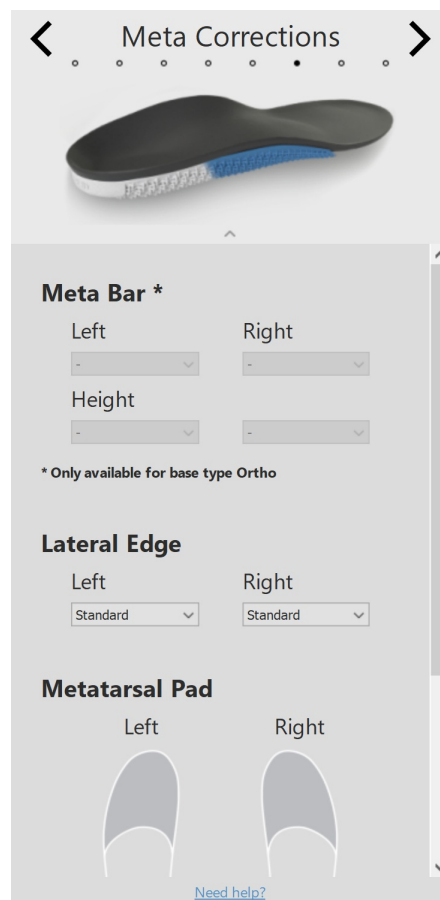 Meta Corrections
Meta Bar *
Left Right
- -
Height
- -
* Only available for base type Ortho
Lateral Edge
Left Right
Standard Standard
Metatarsal Pad
Left Right
Need help?